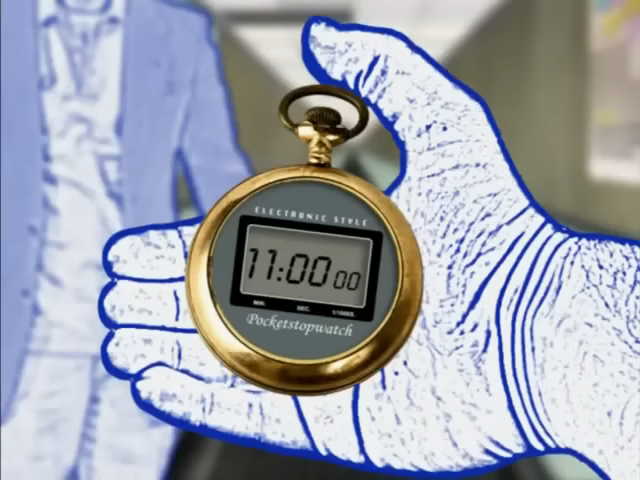 ELECTRONIC STYLE
11:00 00
MIN. SEC. 1/100S.
Pocketstopwatch